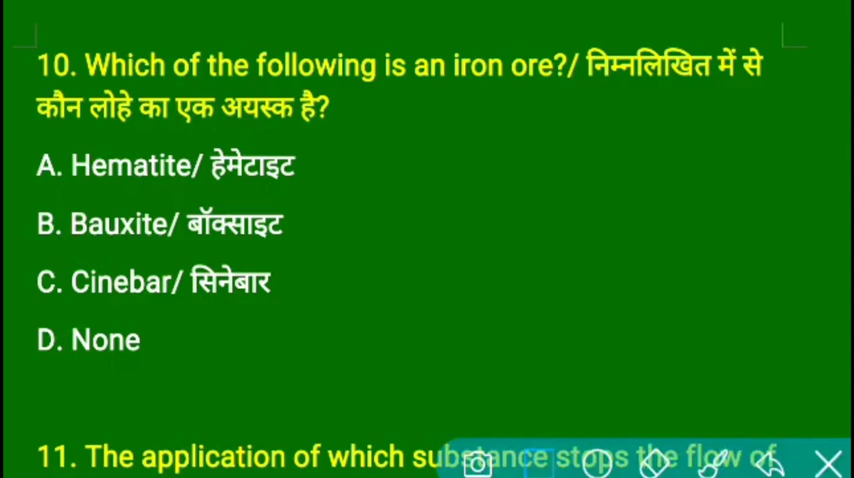 10. Which of the following is an iron ore?/ निम्नलिखित में से
कौन लोहे का एक अयस्क है?
A. Hematite/ हेमेटाइट
B. Bauxite/ बॉक्साइट
C. Cinebar/ सिनेबार
D. None
11. The application of which substance stops the flow of